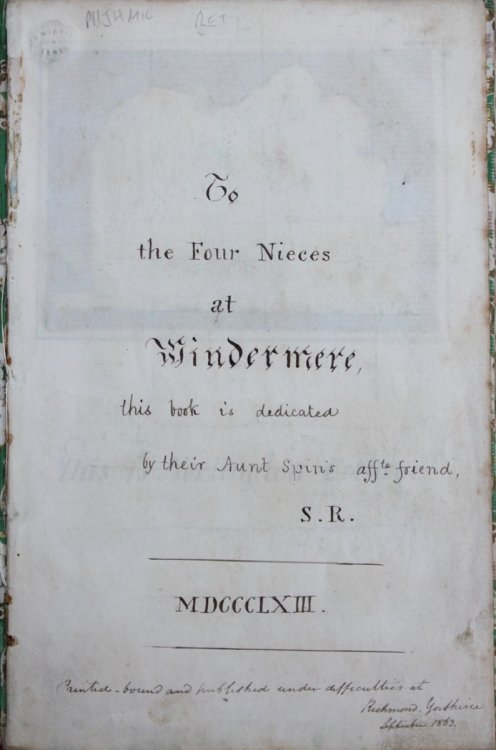 To
the Four Nieces
at
Windermere,
this book is dedicated
by their Aunt Spin's affte friend,
S.R.
MDCCCLXIII.
Printed - bound and published under difficulties at
Richmond. Yorkshire
September 1863.